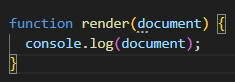 function render(document) {
  console.log(document);
}